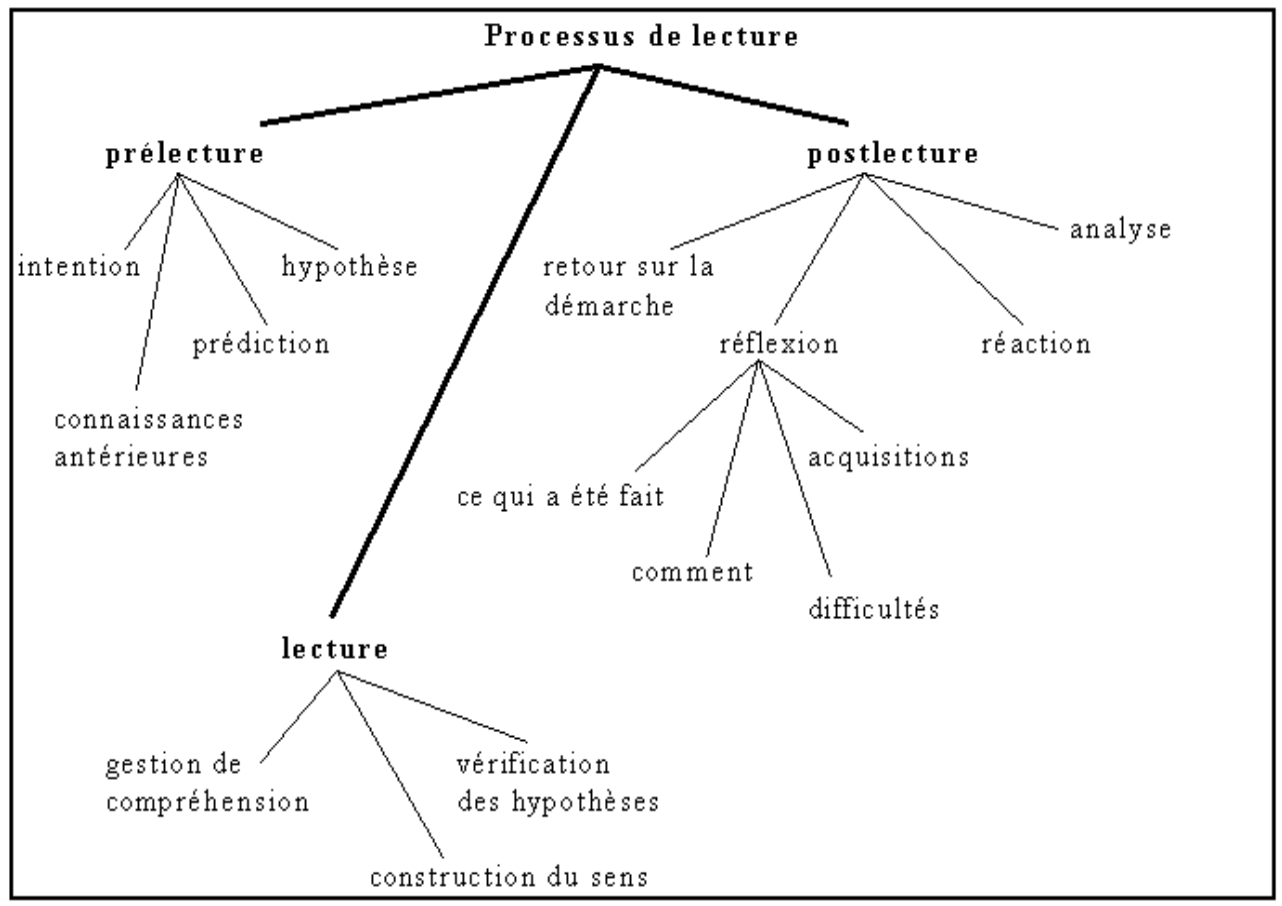 Processus de lecture
prélecture
postlecture
analyse
intention
hypothèse
retour sur la
démarche
prédiction
réflexion
réaction
connaissances
antérieures
acquisitions
ce qui a été fait
comment
difficultés
lecture
gestion de
compréhension
vérification
des hypothèses
construction du sens